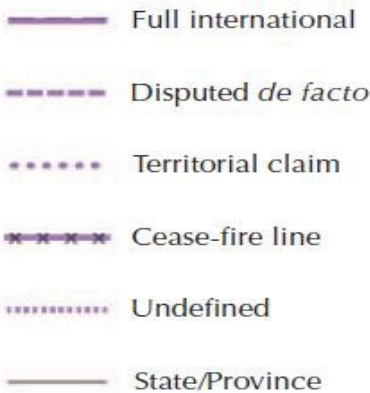 Full international
Disputed de facto
Territorial claim
Cease-fire line
Undefined
State/Province